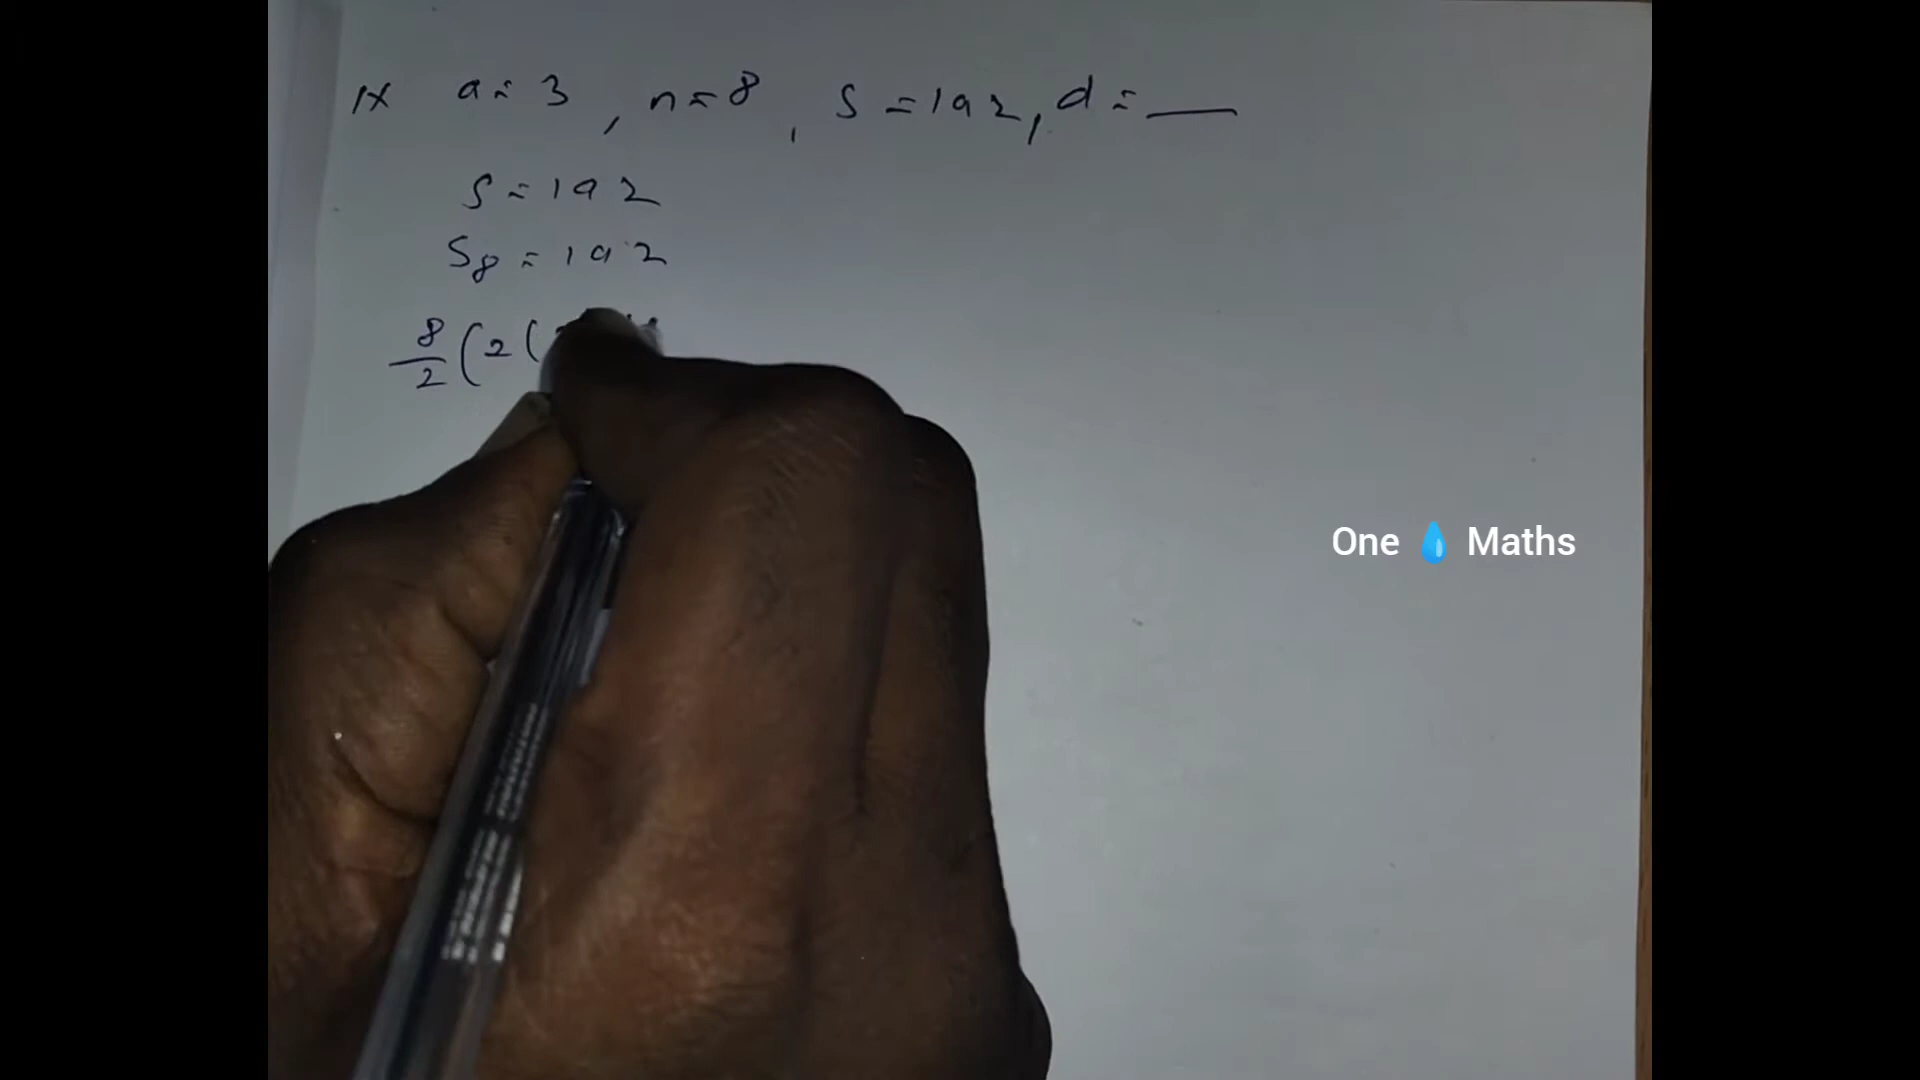 ix a = 3, n = 8, S = 192, d = ___
S = 192
S8 = 192
8/2 (2(
One 💧 Maths